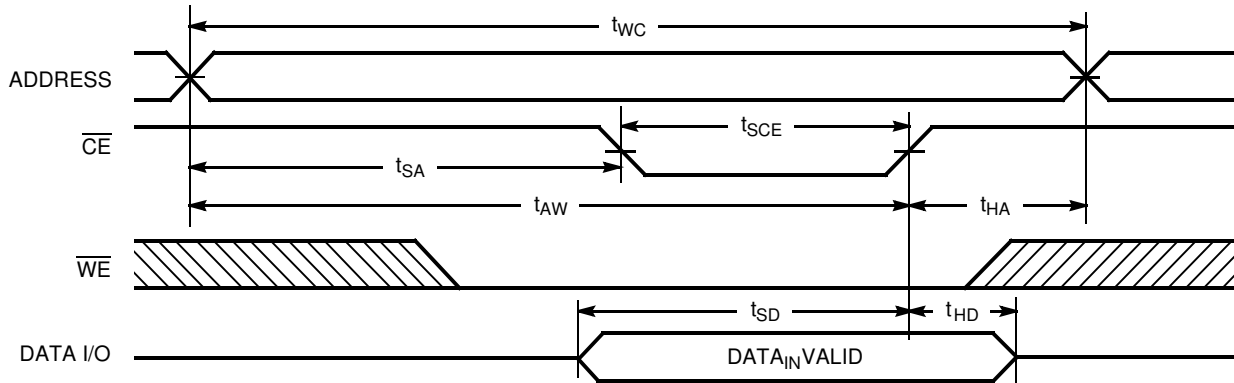 tWC
ADDRESS
CE
tSCE
tSA
tAW
tHA
WE
tSD
tHD
DATA I/O
DATAINVALID